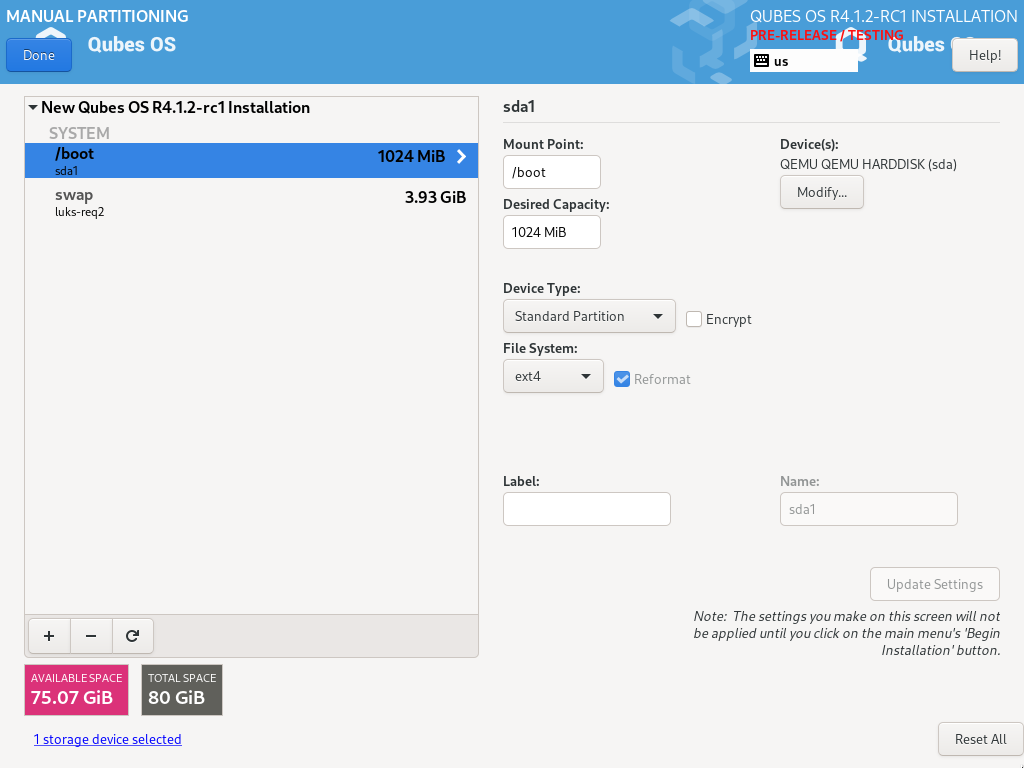 MANUAL PARTITIONING
QUBES OS R4.1.2-RC1 INSTALLATION
PRE-RELEASE / TESTING
Done
Qubes OS
us
Qubes
Help!
New Qubes OS R4.1.2-rc1 Installation
SYSTEM
/boot
1024 MiB
sda1
swap
3.93 GiB
luks-req2
+ −
AVAILABLE SPACE
75.07 GiB
TOTAL SPACE
80 GiB
1 storage device selected
sda1
Mount Point:
/boot
Desired Capacity:
1024 MiB
Device(s):
QEMU QEMU HARDDISK (sda)
Modify...
Device Type:
Standard Partition
Encrypt
File System:
ext4
Reformat
Label:
Name:
sda1
Update Settings
Note: The settings you make on this screen will not
be applied until you click on the main menu's 'Begin
Installation' button.
Reset All